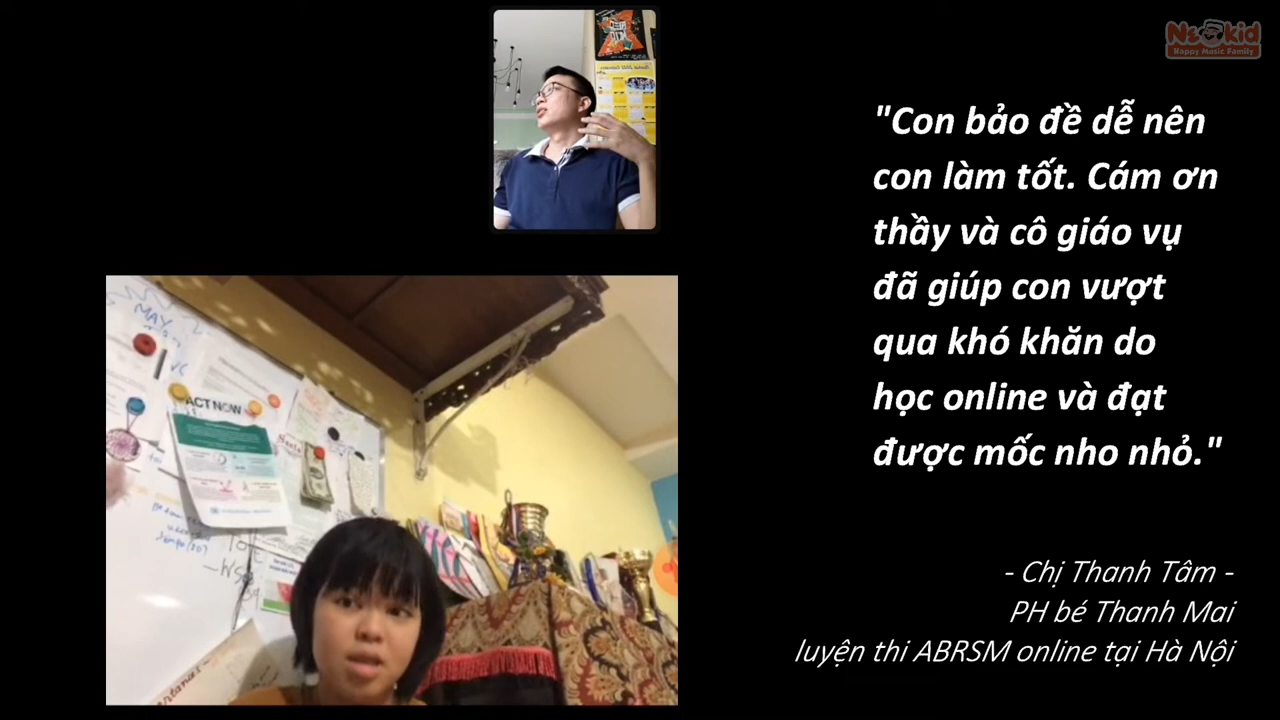 Neokid
Happy Music Family
"Con bảo đề dễ nên
con làm tốt. Cám ơn
thầy và cô giáo vụ
đã giúp con vượt
qua khó khăn do
học online và đạt
được mốc nho nhỏ."
- Chị Thanh Tâm -
PH bé Thanh Mai
luyện thi ABRSM online tại Hà Nội
MAY
ACT NOW